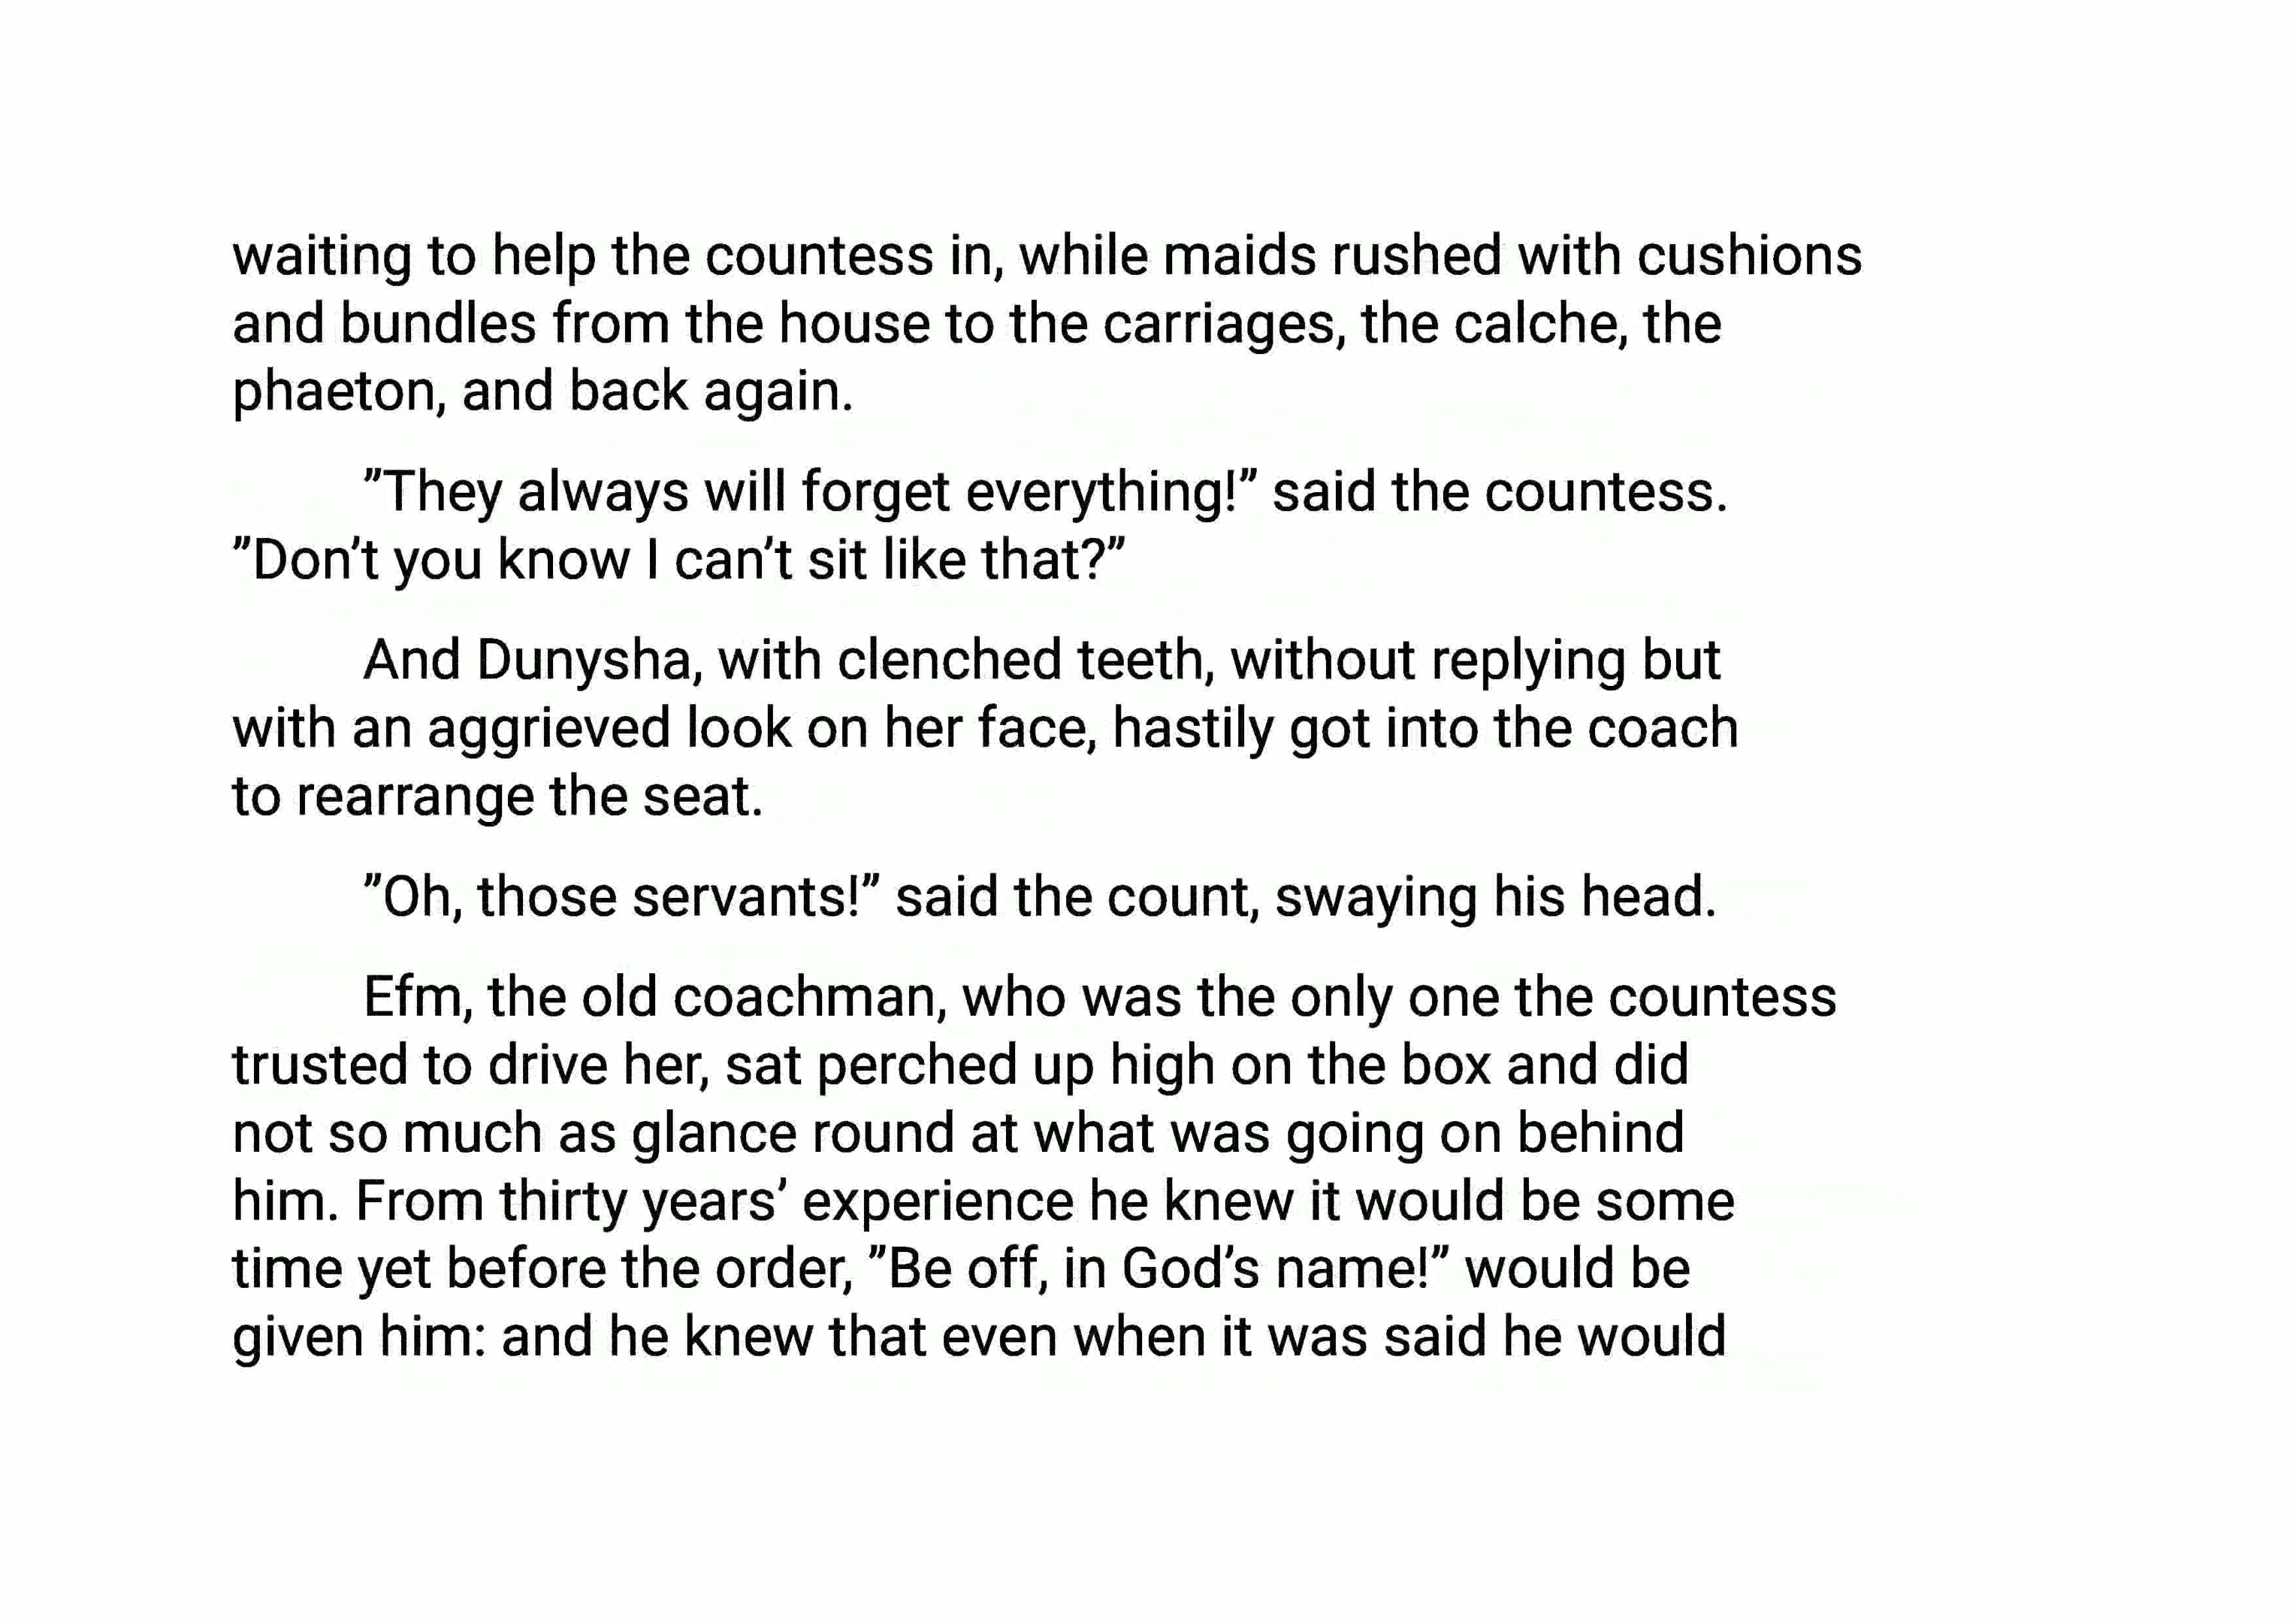 waiting to help the countess in, while maids rushed with cushions
and bundles from the house to the carriages, the calche, the
phaeton, and back again.
”They always will forget everything!” said the countess.
”Don’t you know I can’t sit like that?”
And Dunysha, with clenched teeth, without replying but
with an aggrieved look on her face, hastily got into the coach
to rearrange the seat.
”Oh, those servants!” said the count, swaying his head.
Efm, the old coachman, who was the only one the countess
trusted to drive her, sat perched up high on the box and did
not so much as glance round at what was going on behind
him. From thirty years’ experience he knew it would be some
time yet before the order, ”Be off, in God’s name!” would be
given him: and he knew that even when it was said he would